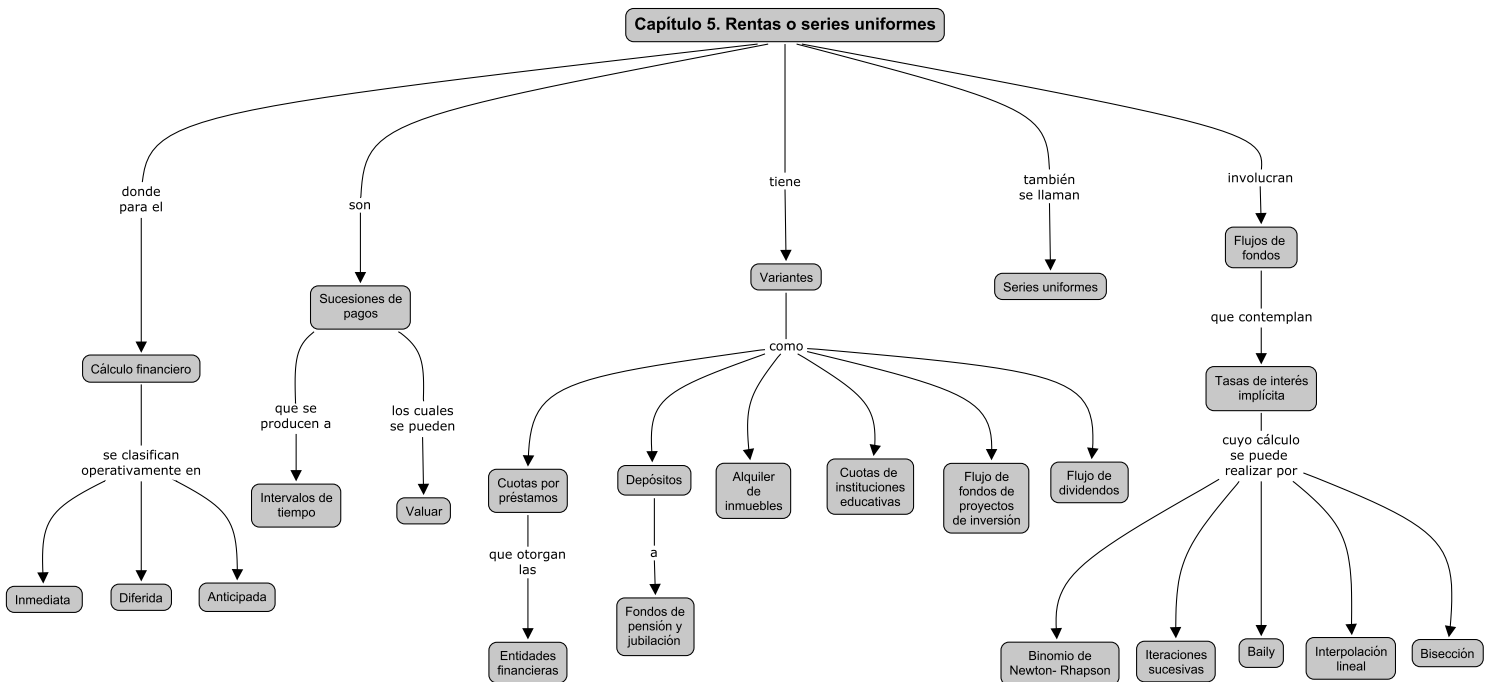 Capítulo 5. Rentas o series uniformes
donde
para el
son
tiene
también
se llaman
involucran
Flujos de
fondos
Variantes
Series uniformes
Sucesiones de
pagos
que contemplan
como
Cálculo financiero
Tasas de interés
implícita
que se
producen a
los cuales
se pueden
cuyo cálculo
se puede
realizar por
se clasifican
operativamente en
Cuotas por
préstamos
Depósitos
Alquiler
de
inmuebles
Cuotas de
instituciones
educativas
Flujo de
fondos de
proyectos
de inversión
Flujo de
dividendos
Intervalos de
tiempo
Valuar
que otorgan
las
a
Inmediata
Diferida
Anticipada
Fondos de
pensión y
jubilación
Entidades
financieras
Binomio de
Newton- Rhapson
Iteraciones
sucesivas
Baily
Interpolación
lineal
Bisección